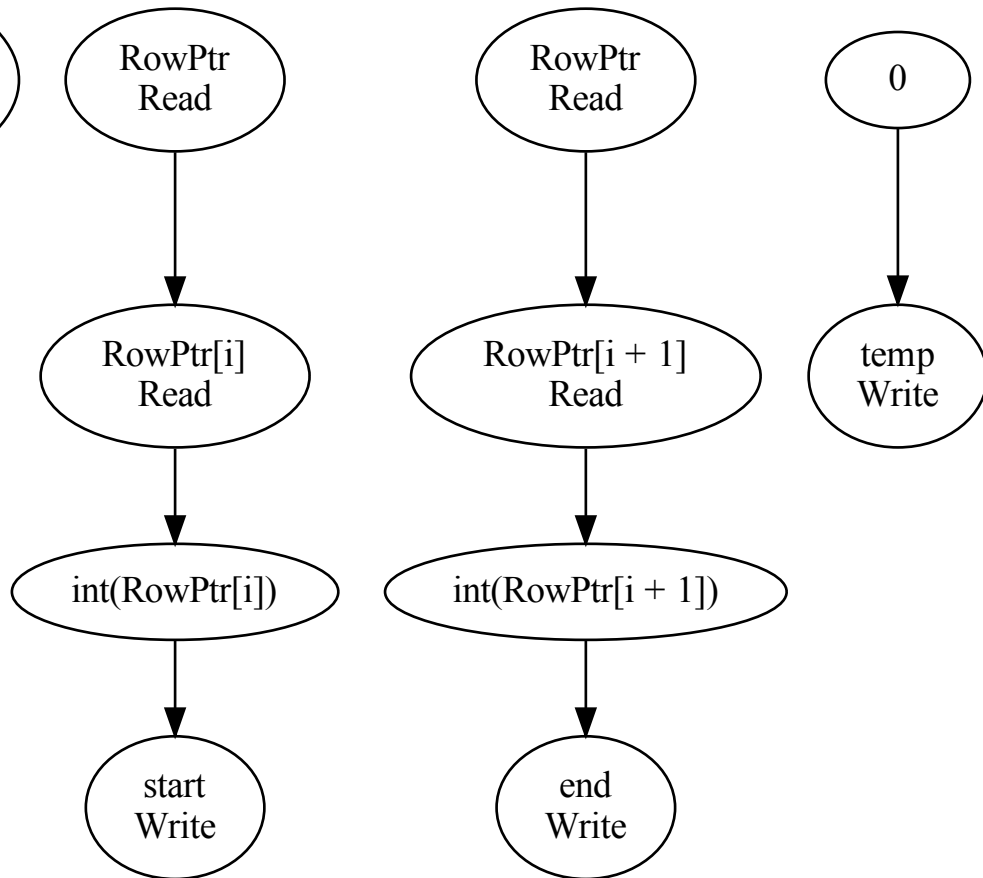 RowPtr
Read
RowPtr
Read
0
RowPtr[i]
Read
RowPtr[i + 1]
Read
temp
Write
int(RowPtr[i])
int(RowPtr[i + 1])
start
Write
end
Write